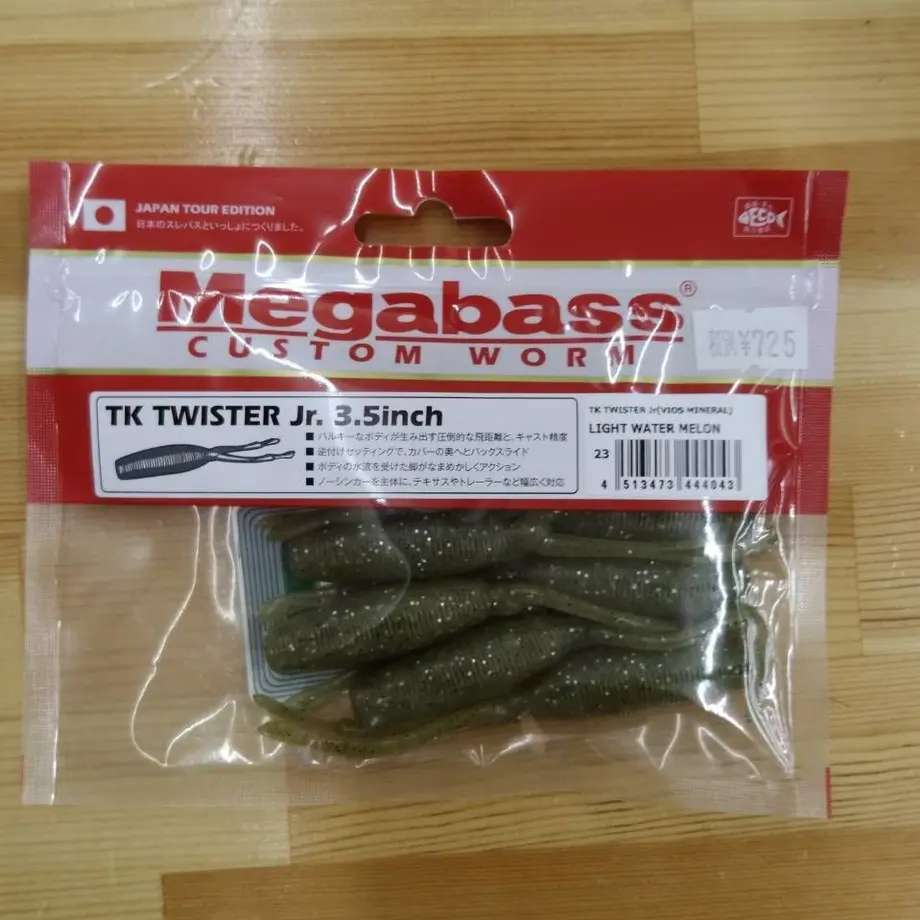 JAPAN TOUR EDITION
日本のスレバスといっしょにつくりました。
ECO
Megabass®
CUSTOM WORM
税込¥725
TK TWISTER Jr. 3.5inch
■ バルキーなボディが生み出す圧倒的な飛距離と、キャスト精度
■ 逆付けセッティングで、カバーの奥へとバックスライド
■ ボディの水流を受けた脚がなまめかしくアクション
■ ノーシンカーを主体に、テキサスやトレーラーなど幅広く対応
TK TWISTER Jr(VIOS MINERAL)
LIGHT WATER MELON
23
4 513473 444043